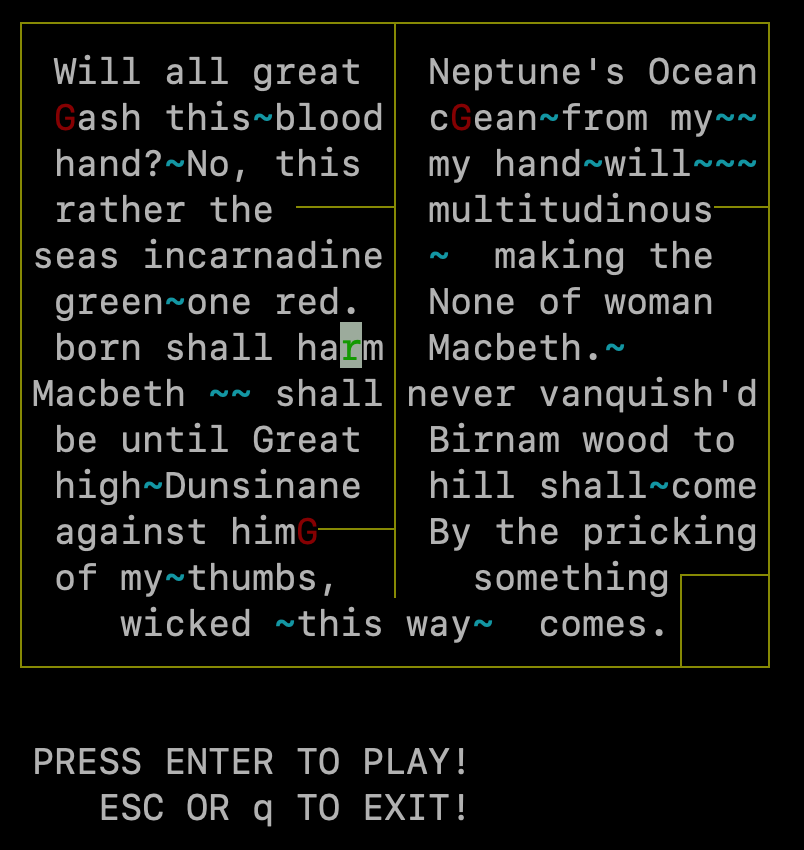 Will all great Neptune's Ocean
Gash this~blood cGean~from my~~
hand?~No, this my hand~will~~~
rather the multitudinous
seas incarnadine ~ making the
green~one red. None of woman
born shall harm Macbeth.~
Macbeth ~~ shall never vanquish'd
be until Great Birnam wood to
high~Dunsinane hill shall~come
against himG By the pricking
of my~thumbs, something
wicked ~this way~ comes.
PRESS ENTER TO PLAY!
ESC OR q TO EXIT!